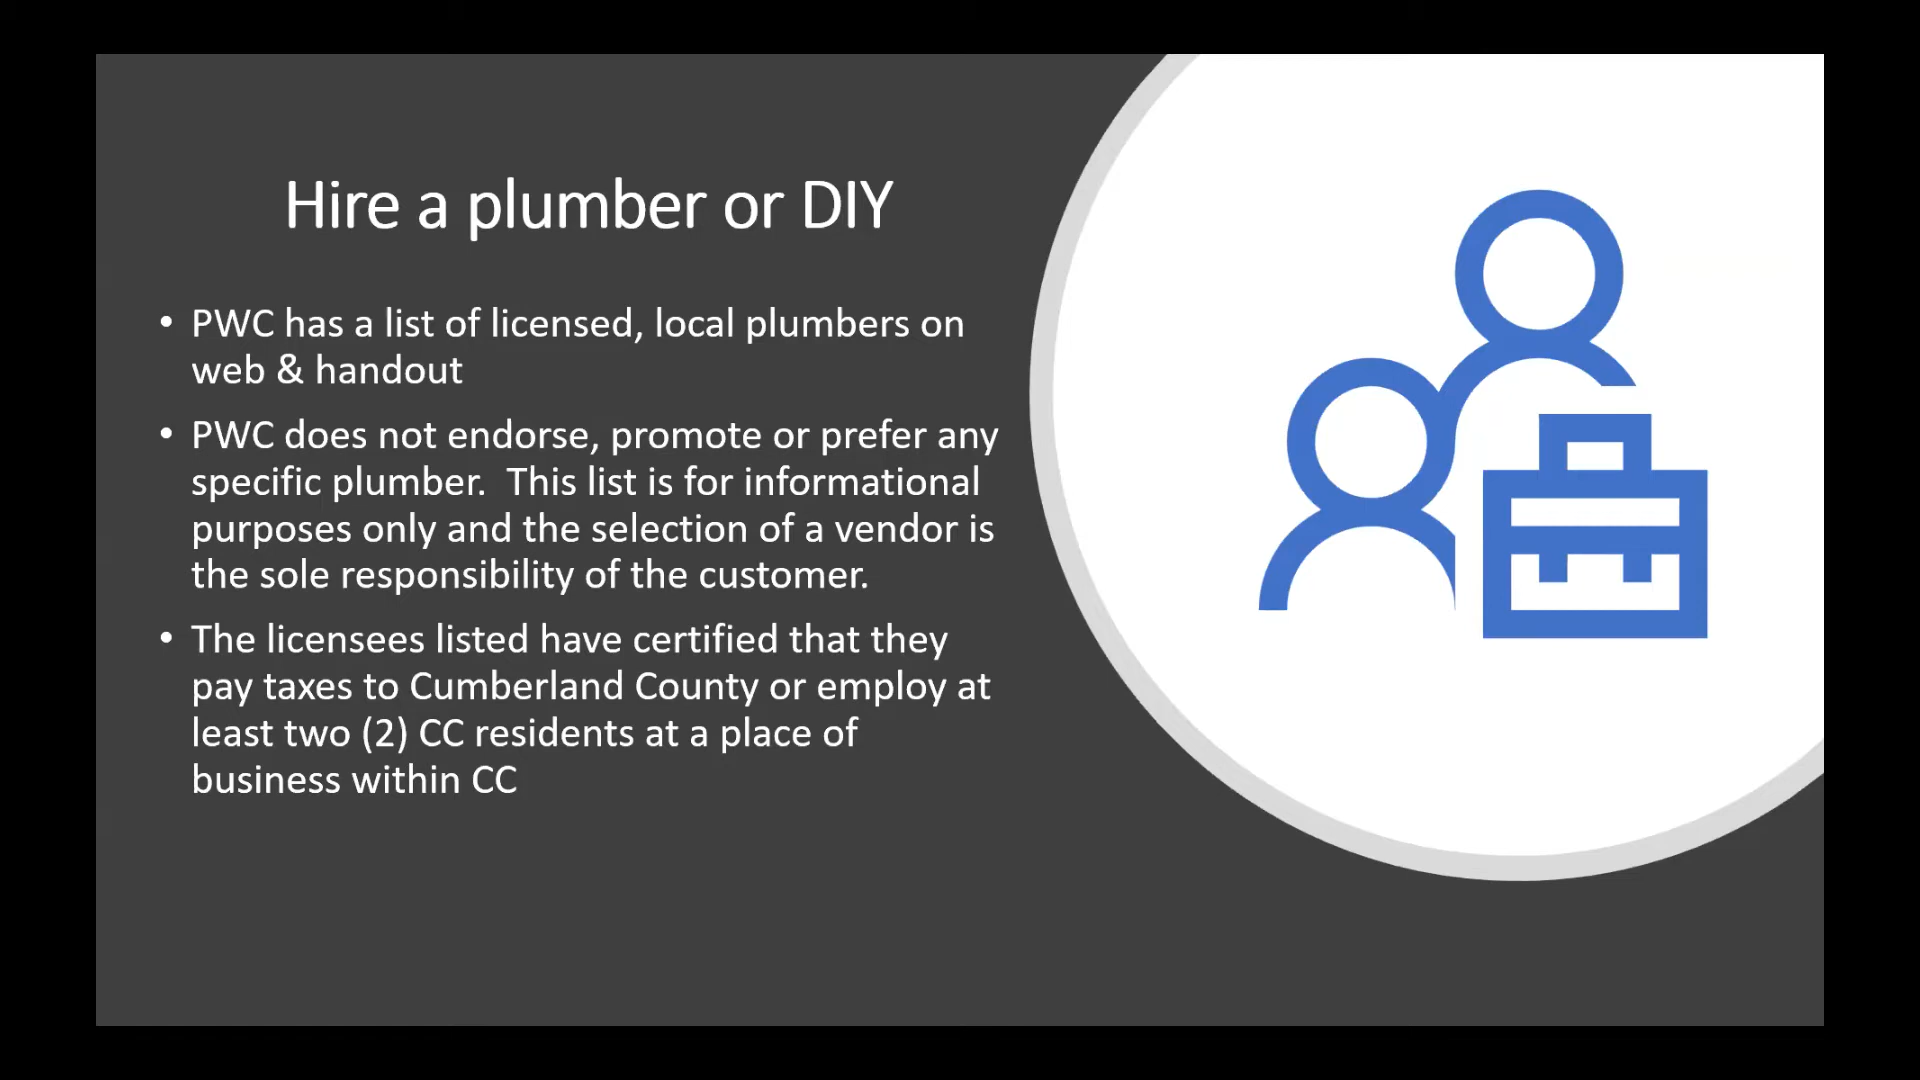 Hire a plumber or DIY
• PWC has a list of licensed, local plumbers on
web & handout
• PWC does not endorse, promote or prefer any
specific plumber.  This list is for informational
purposes only and the selection of a vendor is
the sole responsibility of the customer.
• The licensees listed have certified that they
pay taxes to Cumberland County or employ at
least two (2) CC residents at a place of
business within CC